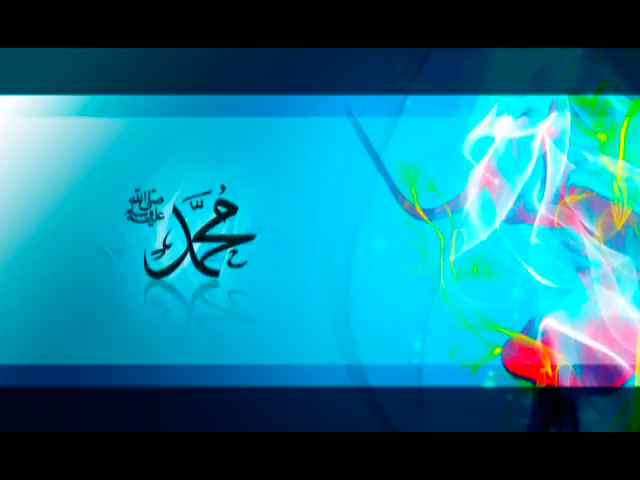 محمد
صلى الله
عليه وسلم